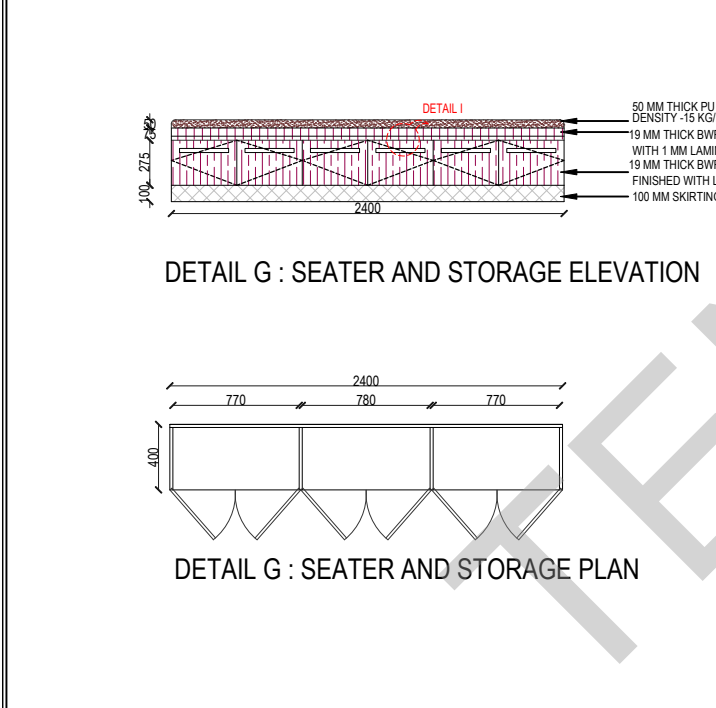 DETAIL I
50 MM THICK PU
DENSITY -15 KG/
19 MM THICK BWF
WITH 1 MM LAMI
19 MM THICK BWF
FINISHED WITH L
100 MM SKIRTING
275
100
2400
DETAIL G : SEATER AND STORAGE ELEVATION
2400
770 780 770
400
DETAIL G : SEATER AND STORAGE PLAN